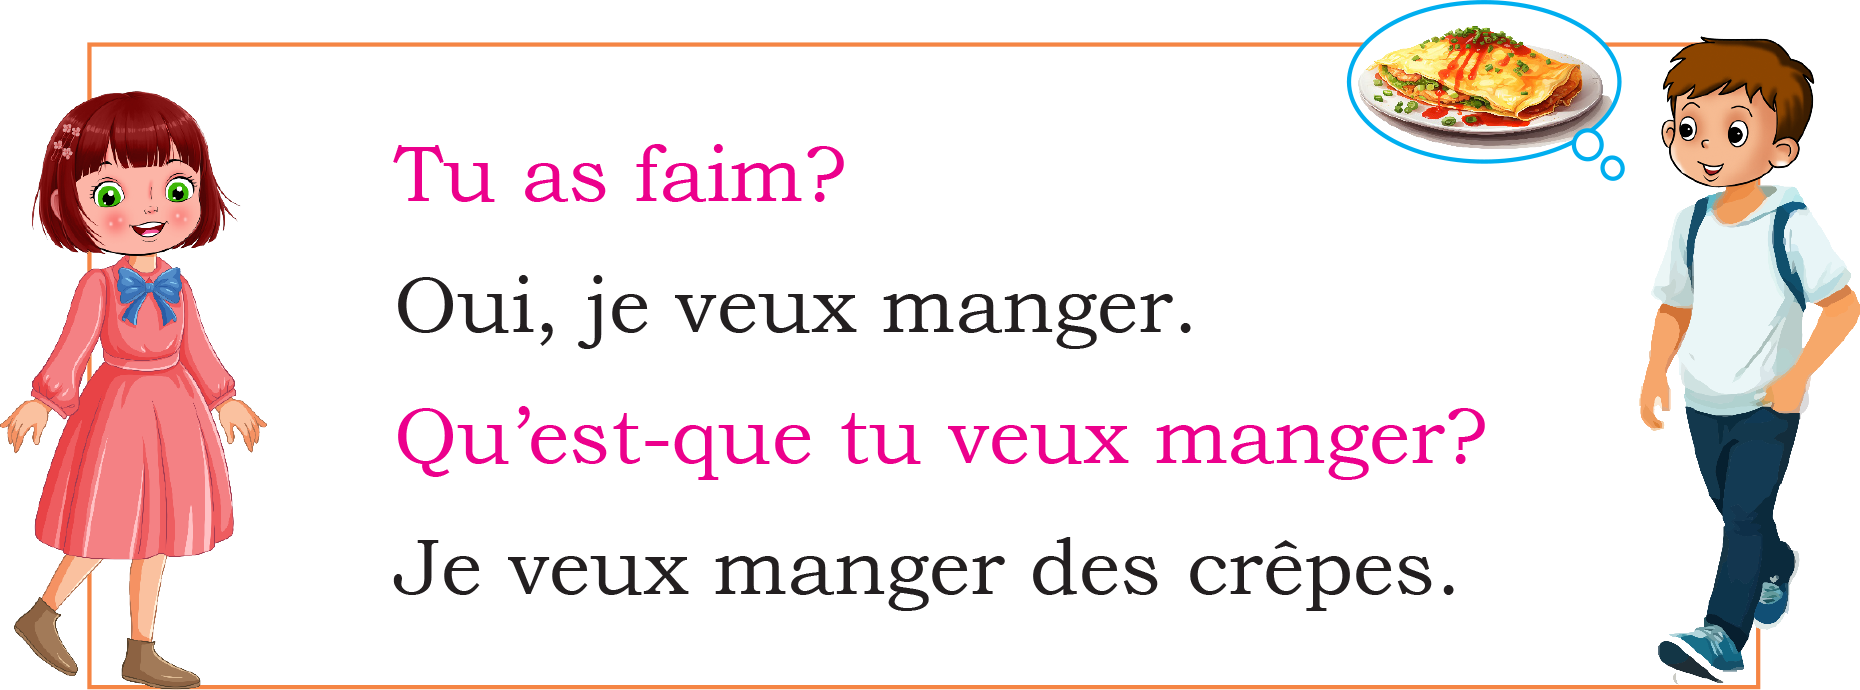 Tu as faim?
Oui, je veux manger.
Qu’est-que tu veux manger?
Je veux manger des crêpes.